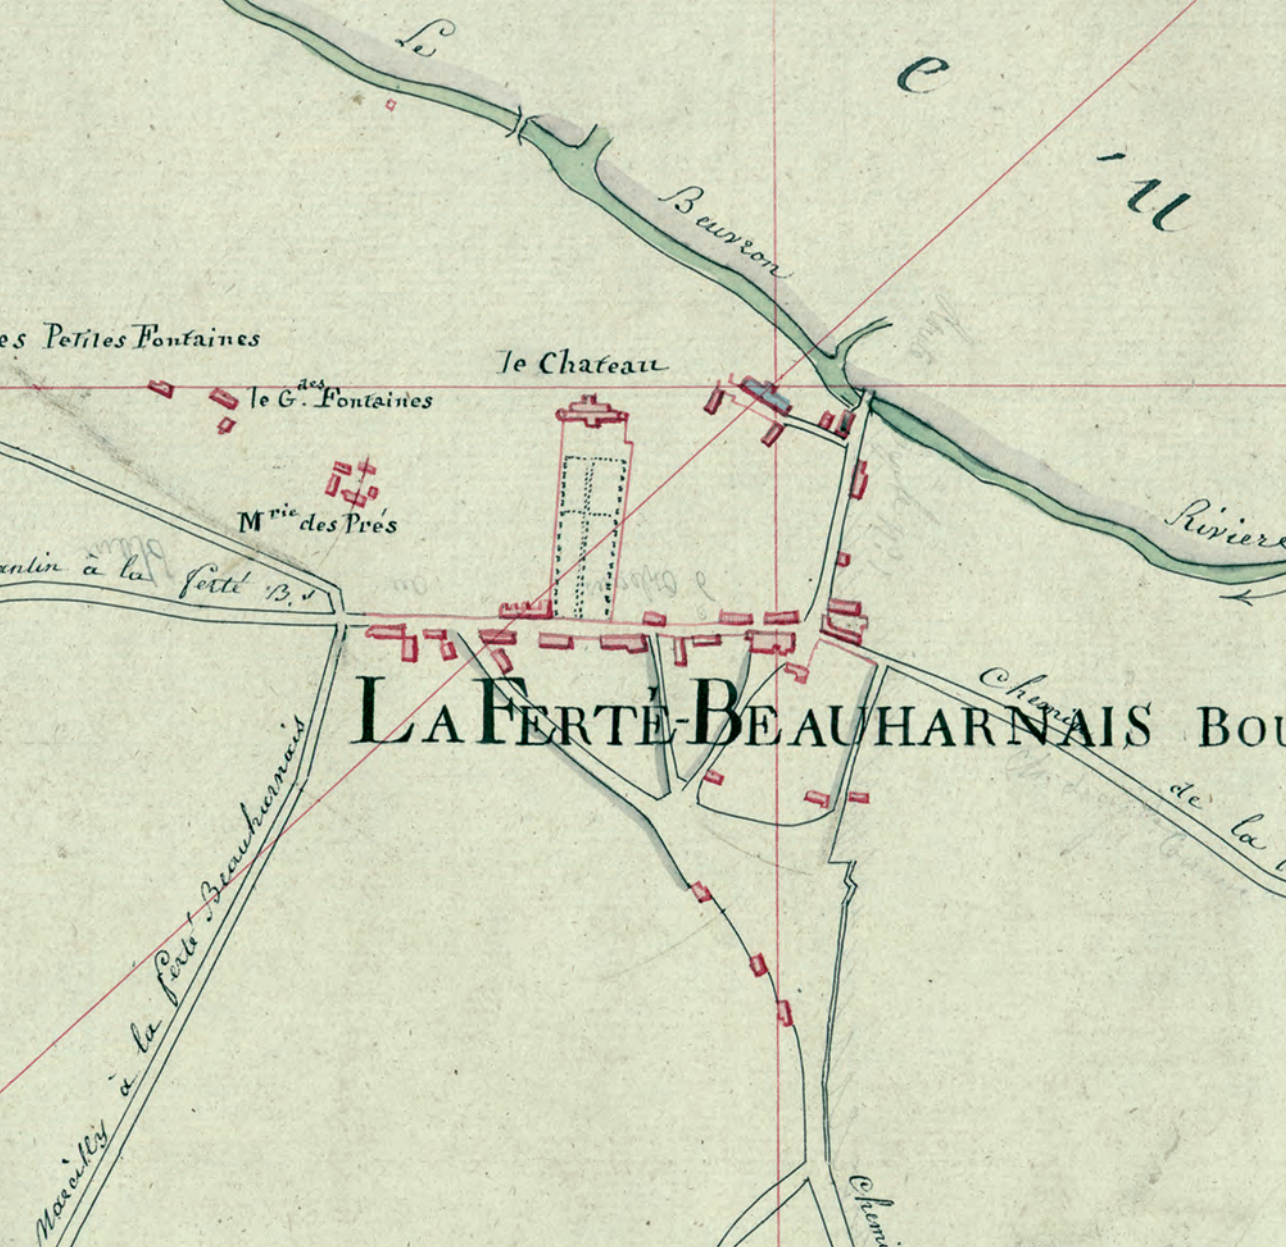 Le
e
'u
Beuvron
es Petites Fontaines
le Chateau
le G. des Fontaines
Mrie des Prés
Riviere
antin à la Ferté B.s
LA FERTÉ-BEAUHARNAIS BOU
Chemin
de la
Marcilly à la Ferté Beauharnais
Chemi